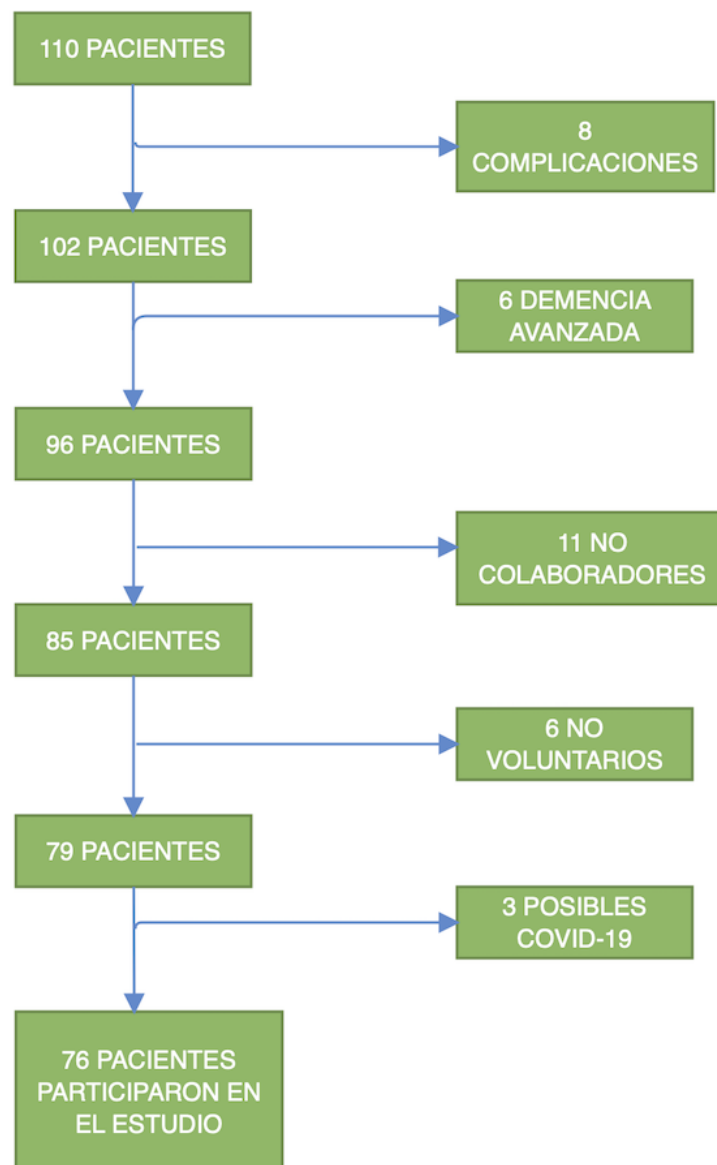 110 PACIENTES
8
COMPLICACIONES
102 PACIENTES
6 DEMENCIA
AVANZADA
96 PACIENTES
11 NO
COLABORADORES
85 PACIENTES
6 NO
VOLUNTARIOS
79 PACIENTES
3 POSIBLES
COVID-19
76 PACIENTES
PARTICIPARON EN
EL ESTUDIO